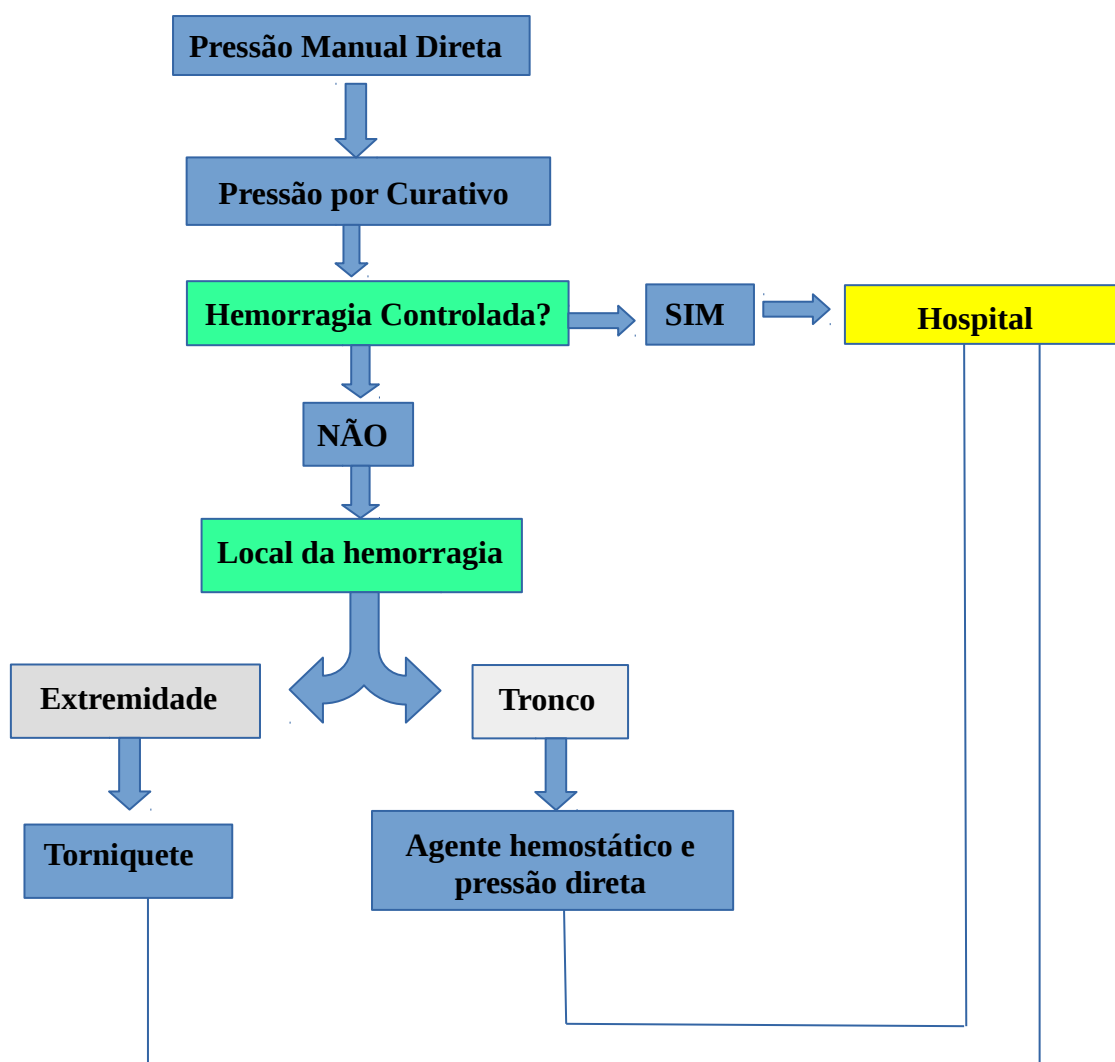 Pressão Manual Direta
Pressão por Curativo
Hemorragia Controlada?
SIM
Hospital
NÃO
Local da hemorragia
Extremidade
Tronco
Torniquete
Agente hemostático e
pressão direta